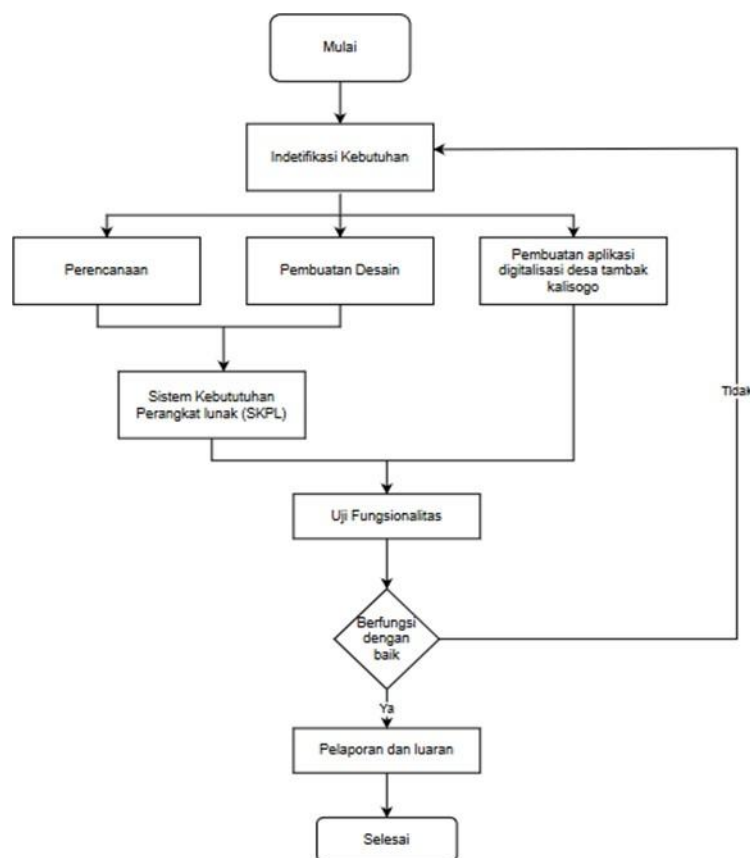 Mulai
Indetifikasi Kebutuhan
Perencanaan
Pembuatan Desain
Pembuatan aplikasi
digitalisasi desa tambak
kalisogo
Sistem Kebututuhan
Perangkat lunak (SKPL)
Tidak
Uji Fungsionalitas
Berfungsi
dengan
baik
Ya
Pelaporan dan luaran
Selesai